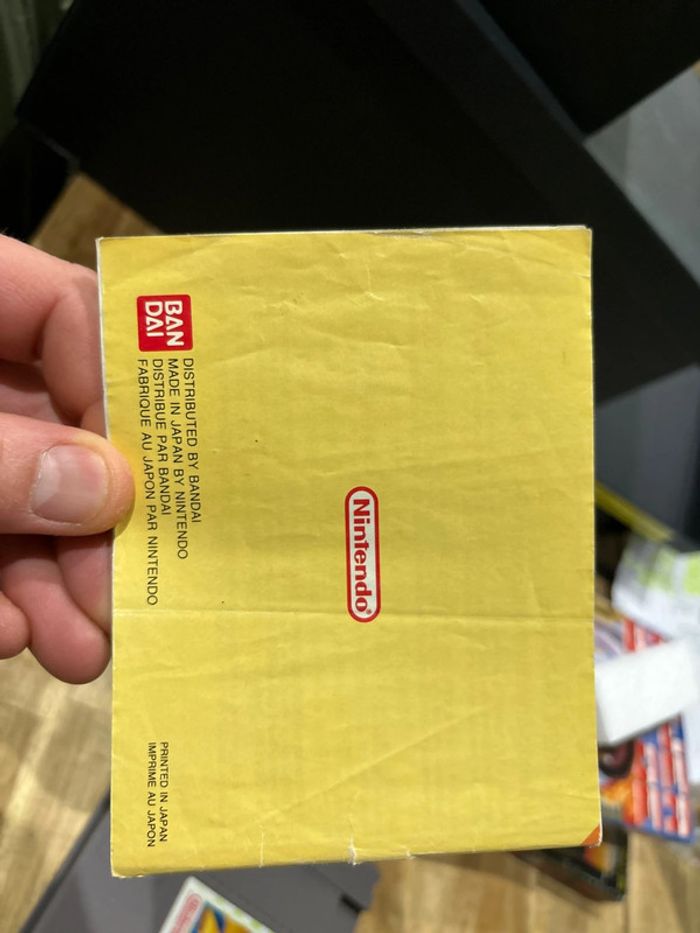 Nintendo®
BAN
DAI
DISTRIBUTED BY BANDAI
MADE IN JAPAN BY NINTENDO
DISTRIBUE PAR BANDAI
FABRIQUE AU JAPON PAR NINTENDO
PRINTED IN JAPAN
IMPRIME AU JAPON